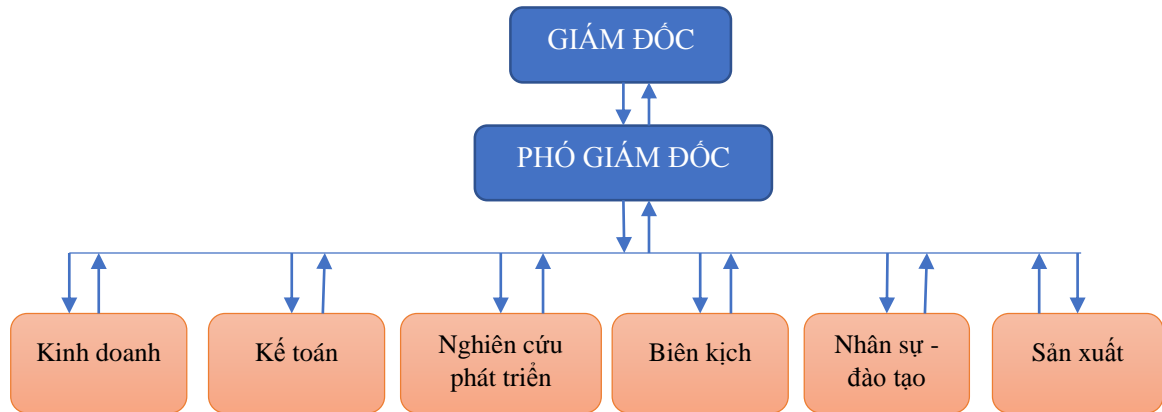 GIÁM ĐỐC
PHÓ GIÁM ĐỐC
Kinh doanh
Kế toán
Nghiên cứu
phát triển
Biên kịch
Nhân sự -
đào tạo
Sản xuất